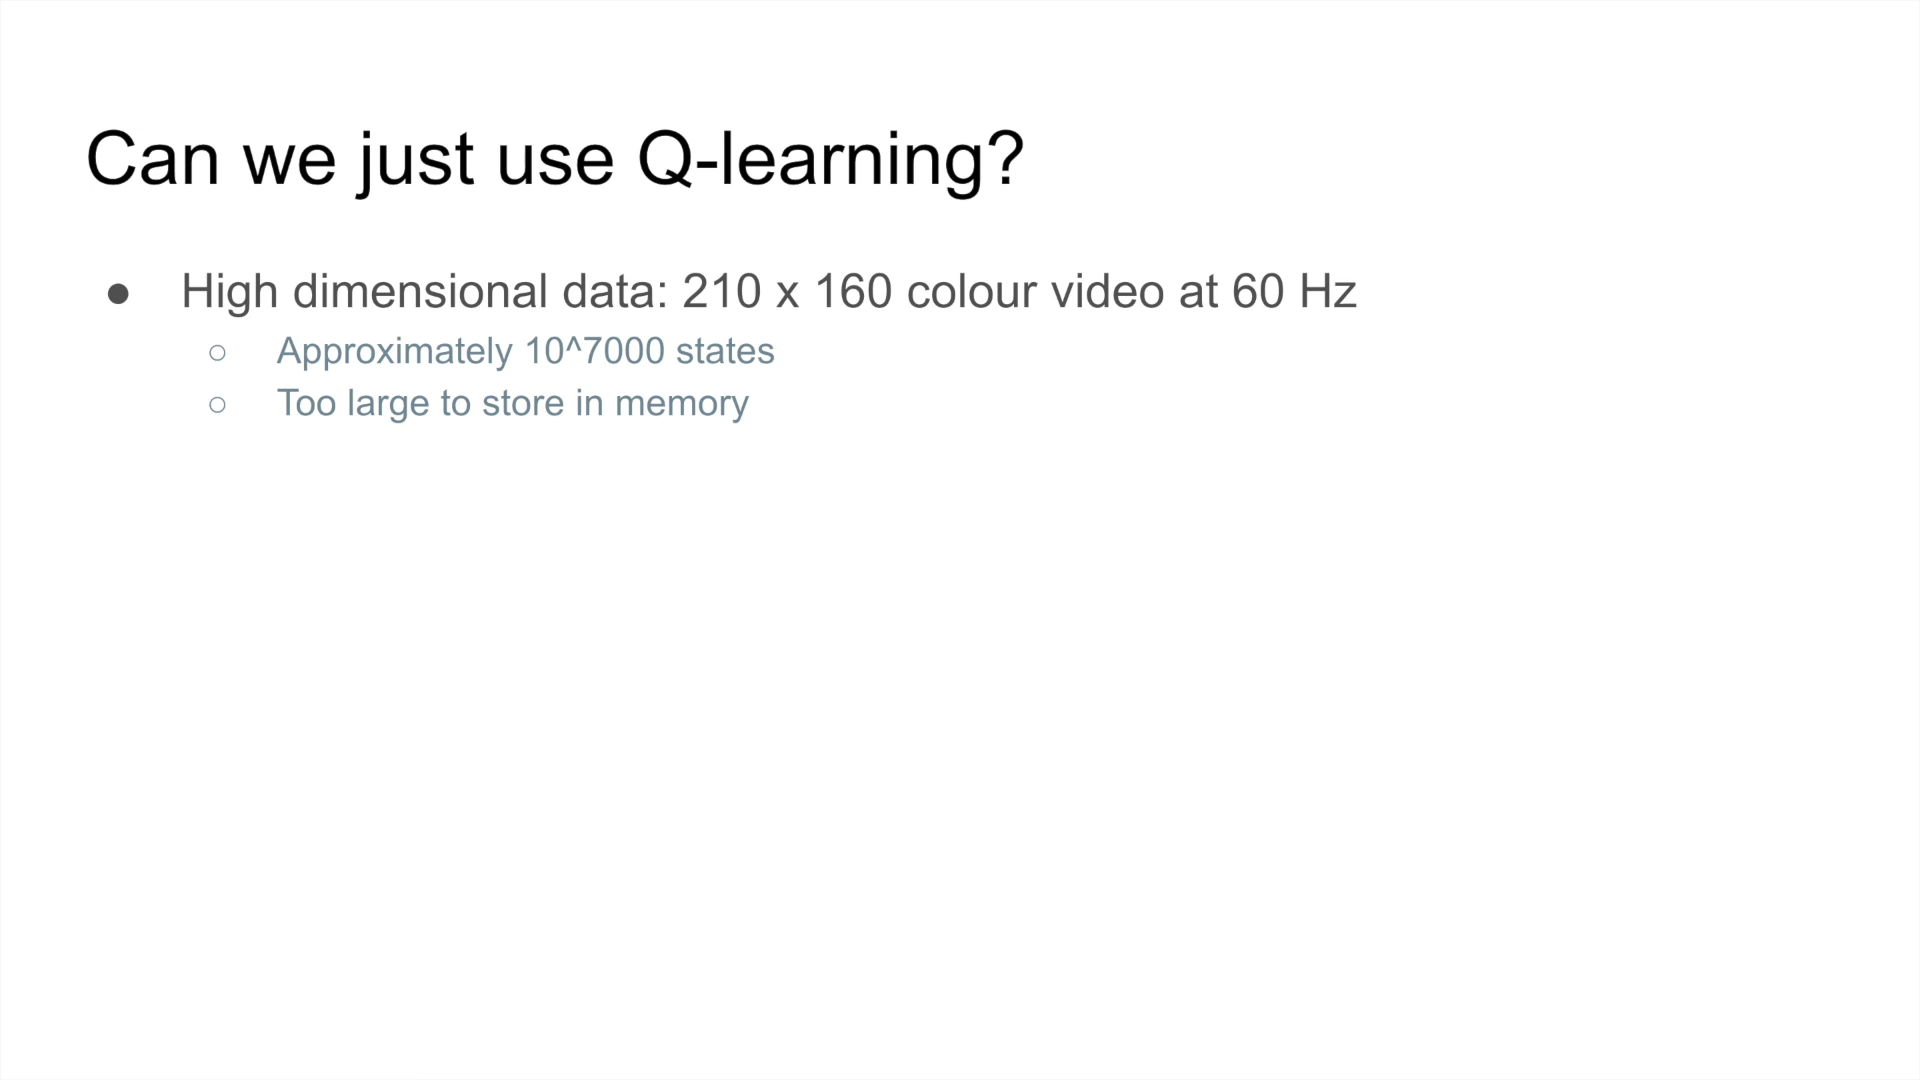 Can we just use Q-learning?
● High dimensional data: 210 x 160 colour video at 60 Hz
○ Approximately 10^7000 states
○ Too large to store in memory